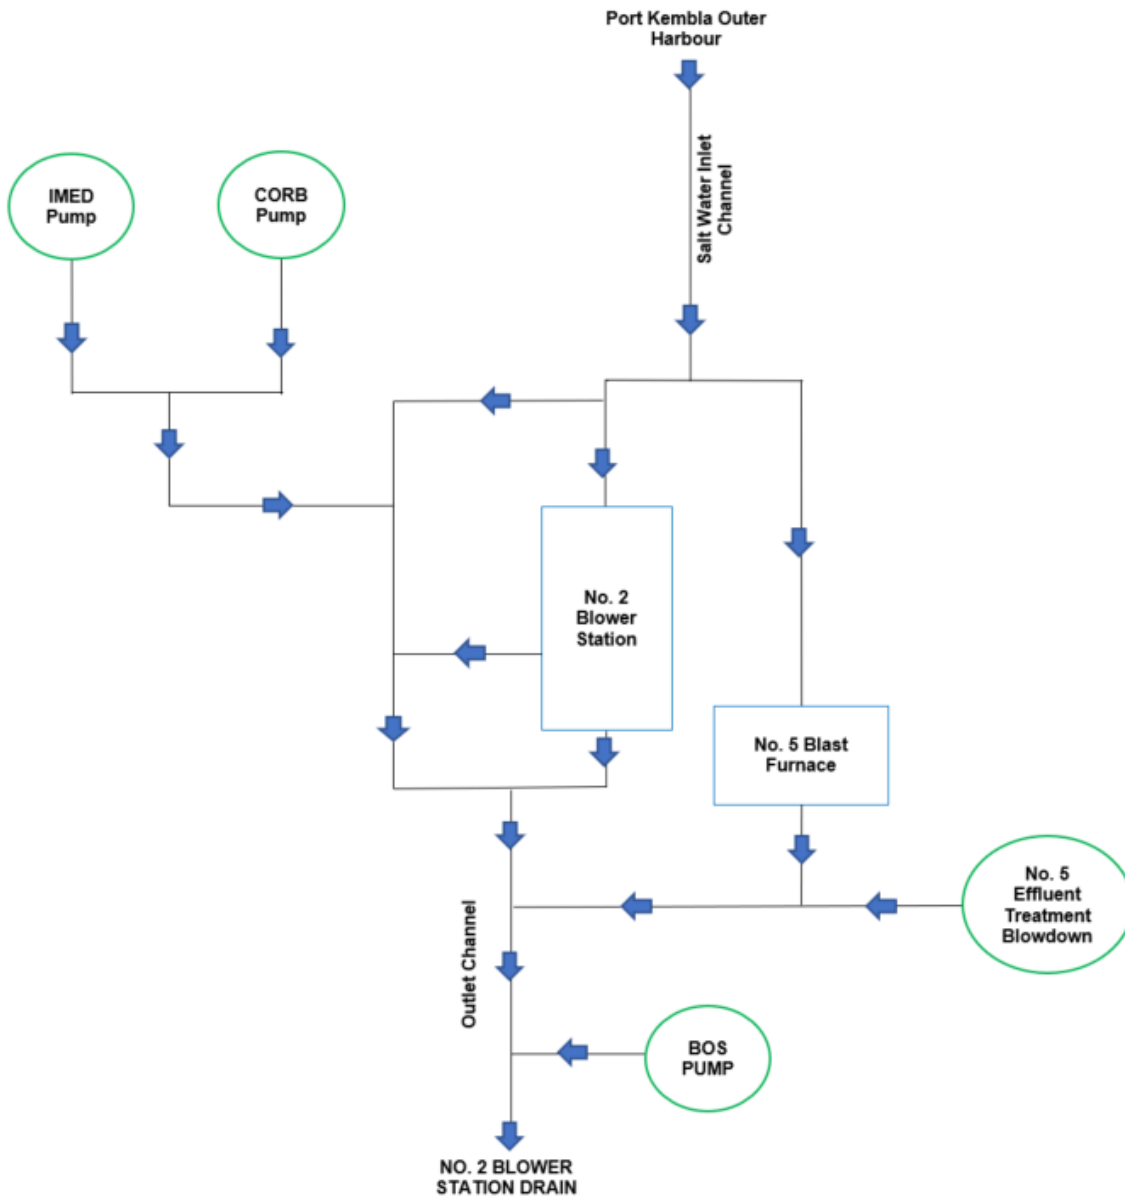 Port Kembla Outer
Harbour
IMED
Pump
CORB
Pump
Salt Water Inlet
Channel
No. 2
Blower
Station
No. 5 Blast
Furnace
No. 5
Effluent
Treatment
Blowdown
Outlet Channel
BOS
PUMP
NO. 2 BLOWER
STATION DRAIN